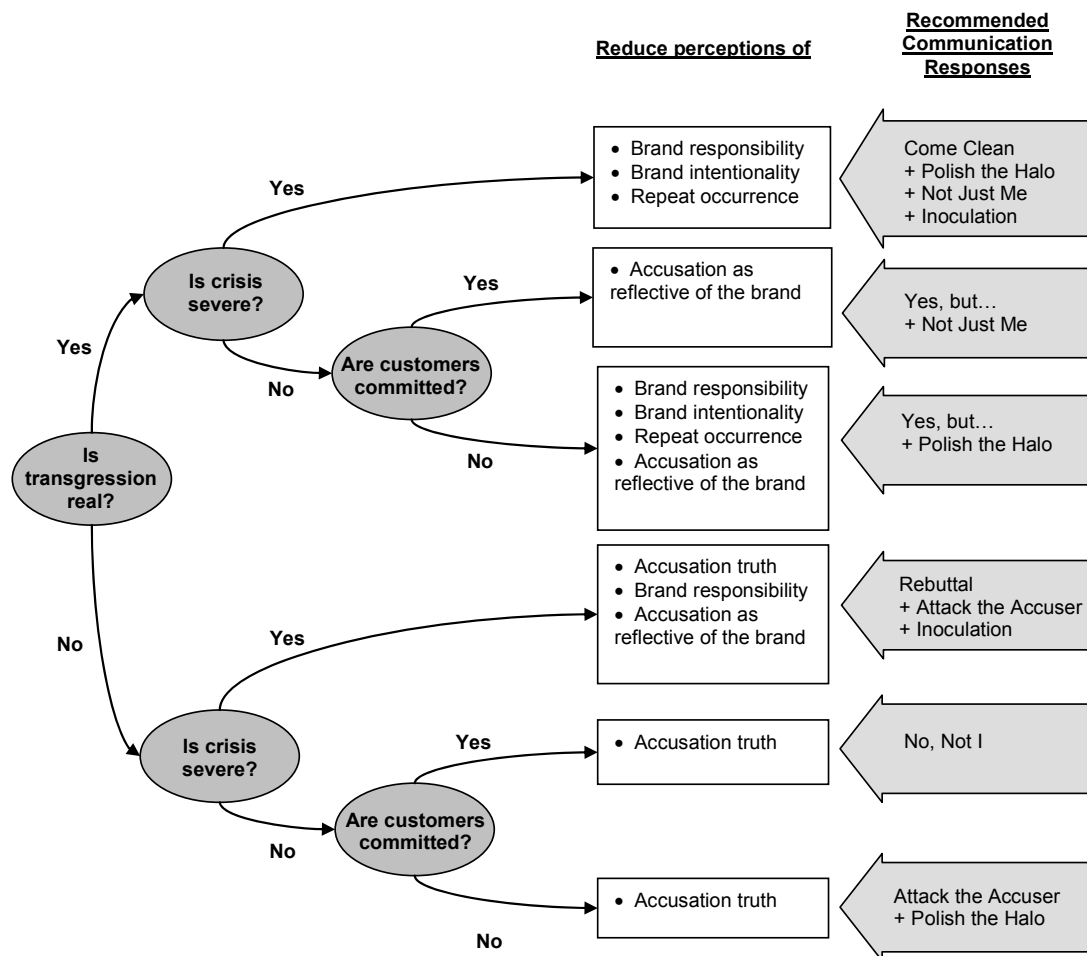 Reduce perceptions of
Recommended
Communication
Responses
Is
transgression
real?
Yes
No
Is crisis
severe?
Yes
No
Are customers
committed?
Yes
No
• Brand responsibility
• Brand intentionality
• Repeat occurrence
Come Clean
+ Polish the Halo
+ Not Just Me
+ Inoculation
• Accusation as
reflective of the brand
Yes, but…
+ Not Just Me
• Brand responsibility
• Brand intentionality
• Repeat occurrence
• Accusation as
reflective of the brand
Yes, but…
+ Polish the Halo
Is crisis
severe?
Yes
No
Are customers
committed?
Yes
No
• Accusation truth
• Brand responsibility
• Accusation as
reflective of the brand
Rebuttal
+ Attack the Accuser
+ Inoculation
• Accusation truth
No, Not I
• Accusation truth
Attack the Accuser
+ Polish the Halo